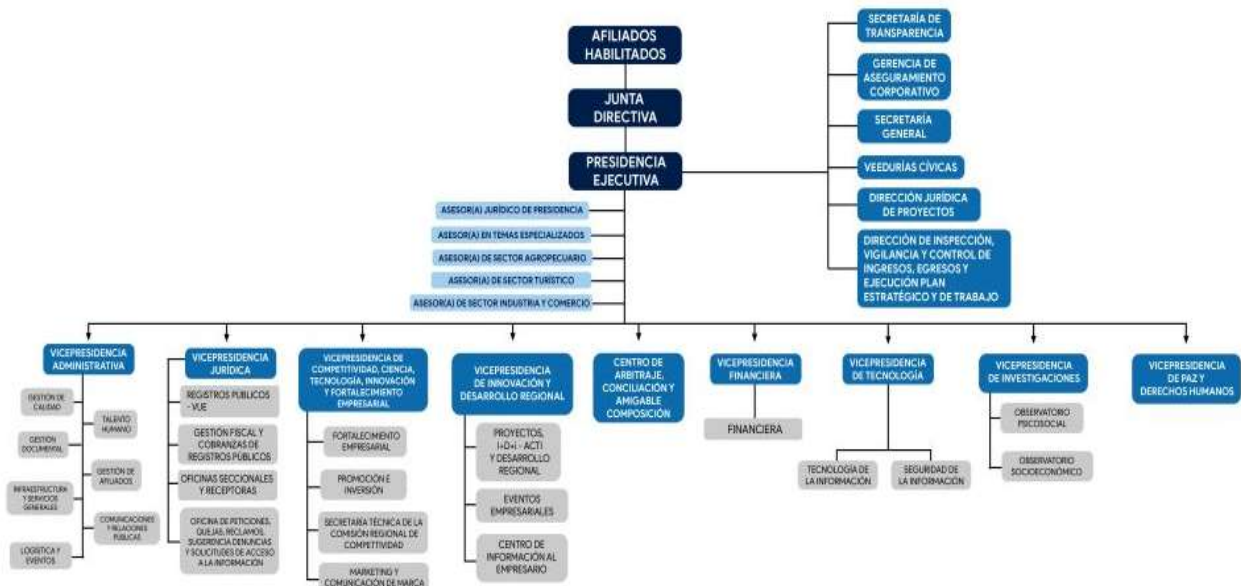 AFILIADOS
HABILITADOS
JUNTA
DIRECTIVA
PRESIDENCIA
EJECUTIVA
SECRETARÍA DE
TRANSPARENCIA
GERENCIA DE
ASEGURAMIENTO
CORPORATIVO
SECRETARÍA
GENERAL
VEEDURÍAS CÍVICAS
DIRECCIÓN JURÍDICA
DE PROYECTOS
DIRECCIÓN DE INSPECCIÓN,
VIGILANCIA Y CONTROL DE
INGRESOS, EGRESOS Y
EJECUCIÓN PLAN
ESTRATÉGICO Y DE TRABAJO
ASESOR(A) JURÍDICO DE PRESIDENCIA
ASESOR(A) EN TEMAS ESPECIALIZADOS
ASESOR(A) DE SECTOR AGROPECUARIO
ASESOR(A) DE SECTOR TURÍSTICO
ASESOR(A) DE SECTOR INDUSTRIA Y COMERCIO
VICEPRESIDENCIA
ADMINISTRATIVA
GESTIÓN DE
CALIDAD
TALENTO
HUMANO
GESTIÓN
DOCUMENTAL
GESTIÓN DE
AFILIADOS
INFRAESTRUCTURA
Y SERVICIOS
GENERALES
COMUNICACIONES
Y RELACIONES
PÚBLICAS
LOGÍSTICA Y
EVENTOS
VICEPRESIDENCIA
JURÍDICA
REGISTROS PÚBLICOS
- VUE
GESTIÓN FISCAL Y
COBRANZAS DE
REGISTROS PÚBLICOS
OFICINAS SECCIONALES
Y RECEPTORAS
OFICINA DE PETICIONES,
QUEJAS, RECLAMOS,
SUGERENCIA DENUNCIAS
Y SOLICITUDES DE ACCESO
A LA INFORMACIÓN
VICEPRESIDENCIA DE
COMPETITIVIDAD, CIENCIA,
TECNOLOGÍA, INNOVACIÓN
Y FORTALECIMIENTO
EMPRESARIAL
FORTALECIMIENTO
EMPRESARIAL
PROMOCIÓN E
INVERSIÓN
SECRETARÍA TÉCNICA DE LA
COMISIÓN REGIONAL DE
COMPETTIVIDAD
MARKETING Y
COMUNICACIÓN DE MARCA
VICEPRESIDENCIA
DE INNOVACIÓN Y
DESARROLLO REGIONAL
PROYECTOS,
I+D+i - ACTI
Y DESARROLLO
REGIONAL
EVENTOS
EMPRESARIALES
CENTRO DE
INFORMACIÓN AL
EMPRESARIO
CENTRO DE
ARBITRAJE,
CONCILIACIÓN Y
AMIGABLE
COMPOSICIÓN
VICEPRESIDENCIA
FINANCIERA
FINANCIERA
VICEPRESIDENCIA
DE TECNOLOGÍA
TECNOLOGÍA DE
LA INFORMACIÓN
SEGURIDAD DE
LA INFORMACIÓN
VICEPRESIDENCIA
DE INVESTIGACIONES
OBSERVATORIO
PSICOSOCIAL
OBSERVATORIO
SOCIOECONÓMICO
VICEPRESIDENCIA
DE PAZ Y
DERECHOS HUMANOS